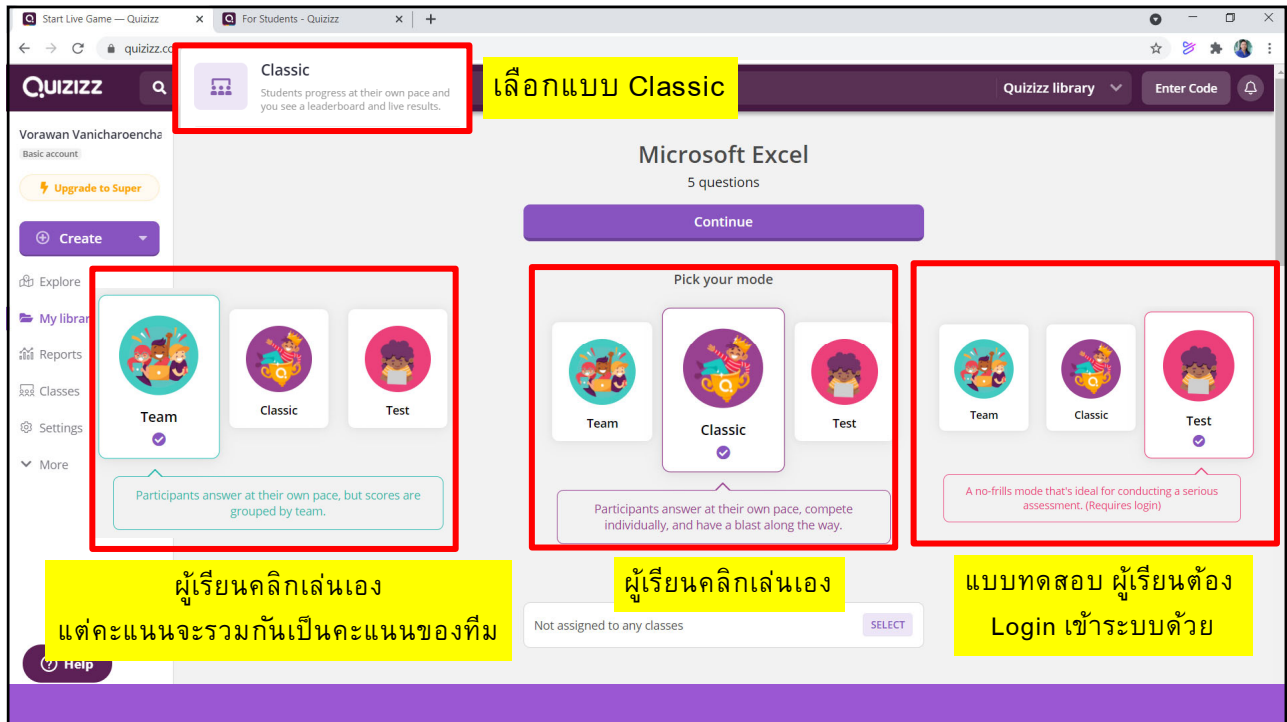 Start Live Game — Quizizz
For Students - Quizizz
quizizz.co
Classic
Students progress at their own pace and
you see a leaderboard and live results.
เลือกแบบ Classic
QUIZIZZ
Quizizz library
Enter Code
Vorawan Vanicharoencha
Basic account
Upgrade to Super
Create
Explore
My librar
Reports
Classes
Settings
More
Microsoft Excel
5 questions
Continue
Team
Classic
Test
Participants answer at their own pace, but scores are
grouped by team.
ผู้เรียนคลิกเล่นเอง
แต่คะแนนจะรวมกันเป็นคะแนนของทีม
Pick your mode
Team
Classic
Test
Participants answer at their own pace, compete
individually, and have a blast along the way.
ผู้เรียนคลิกเล่นเอง
Team
Classic
Test
A no-frills mode that's ideal for conducting a serious
assessment. (Requires login)
แบบทดสอบ ผู้เรียนต้อง
Login เข้าระบบด้วย
Not assigned to any classes
SELECT
Help